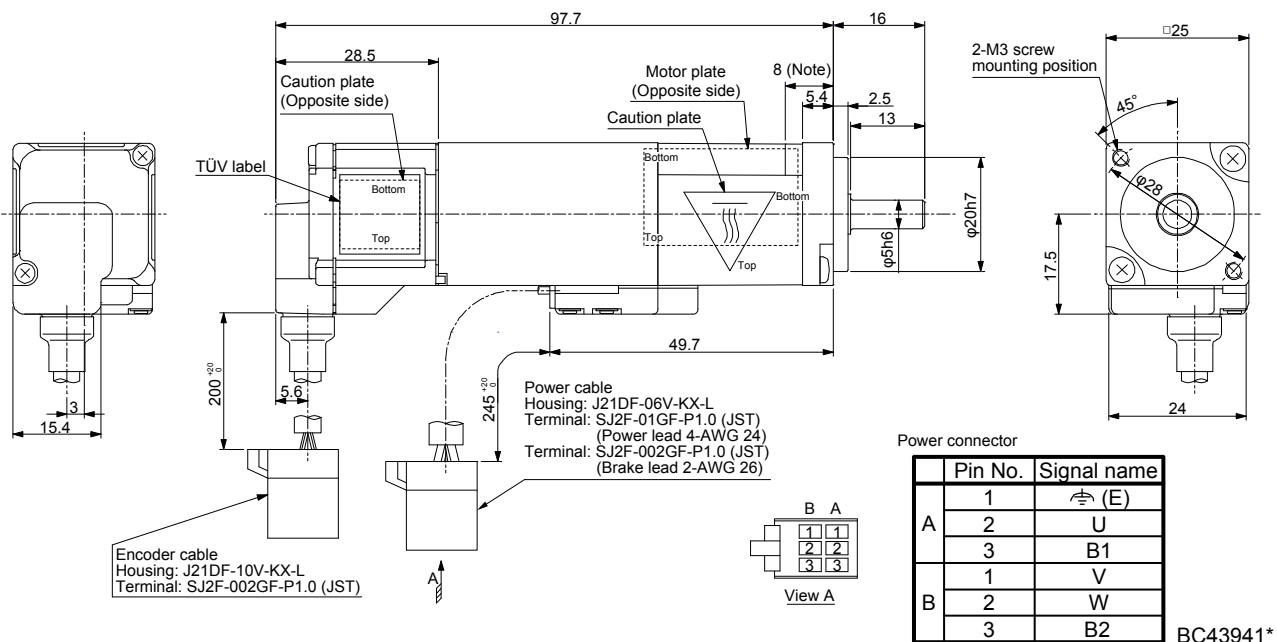 97.7
16
28.5
Caution plate
(Opposite side)
Motor plate
(Opposite side)
8 (Note)
5.4
2.5
13
Caution plate
TÜV label
Bottom
Top
Bottom
Top
Bottom
Top
φ5h6
φ20h7
□25
2-M3 screw
mounting position
45°
φ28
17.5
24
3
15.4
200 +20 0
5.6
49.7
245 +20 0
Power cable
Housing: J21DF-06V-KX-L
Terminal: SJ2F-01GF-P1.0 (JST)
(Power lead 4-AWG 24)
Terminal: SJ2F-002GF-P1.0 (JST)
(Brake lead 2-AWG 26)
Encoder cable
Housing: J21DF-10V-KX-L
Terminal: SJ2F-002GF-P1.0 (JST)
A
B A
1 1
2 2
3 3
View A
Power connector
Pin No. Signal name
A
1 (E)
2 U
3 B1
B
1 V
2 W
3 B2
BC43941*